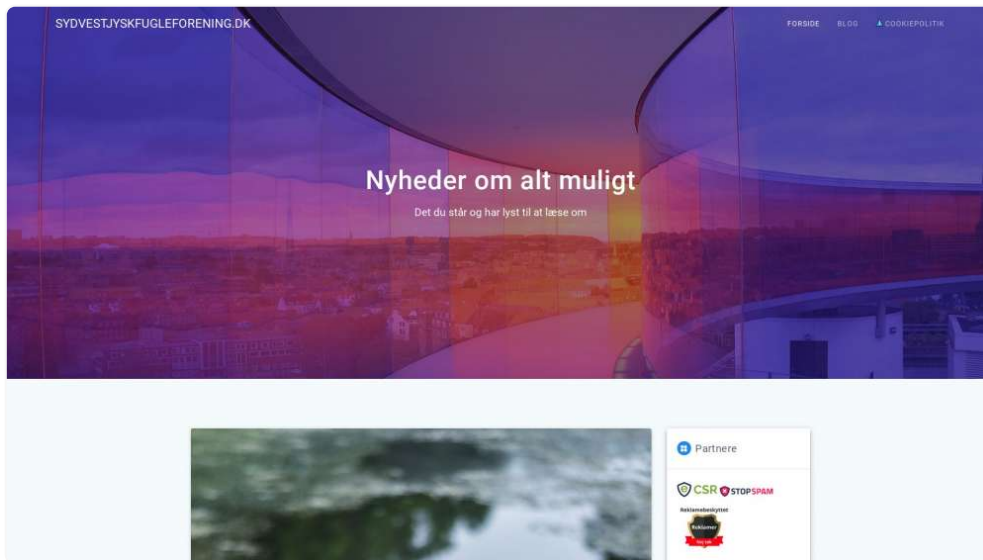 SYDVESTJYSKFUGLEFORENING.DK
FORSIDE BLOG COOKIEPOLITIK
Nyheder om alt muligt
Det du står og har lyst til at læse om
Partnere
CSR STOPSPAM
Reklamebeskyttet
Reklamer